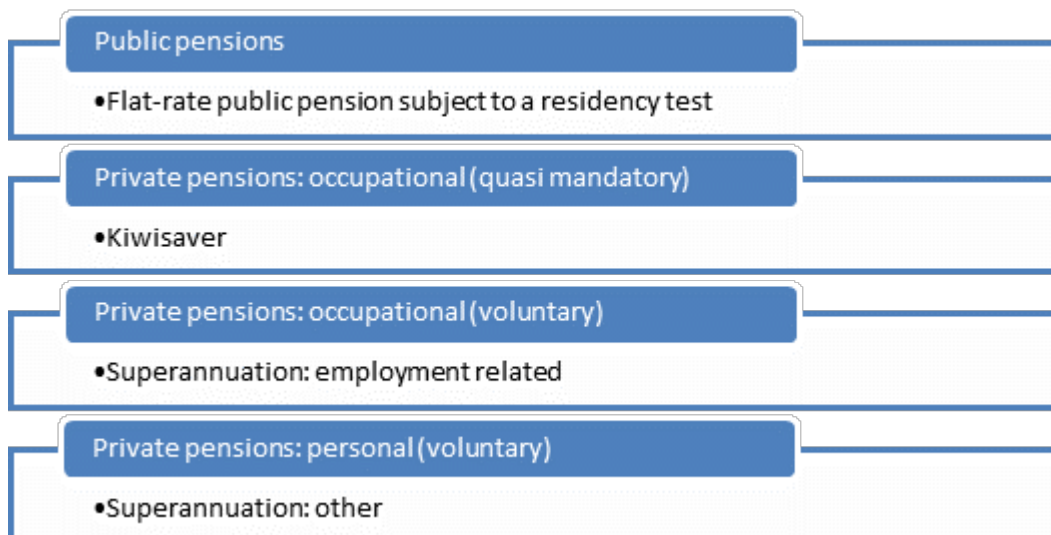 Public pensions
•Flat-rate public pension subject to a residency test
Private pensions: occupational (quasi mandatory)
•Kiwisaver
Private pensions: occupational (voluntary)
•Superannuation: employment related
Private pensions: personal (voluntary)
•Superannuation: other